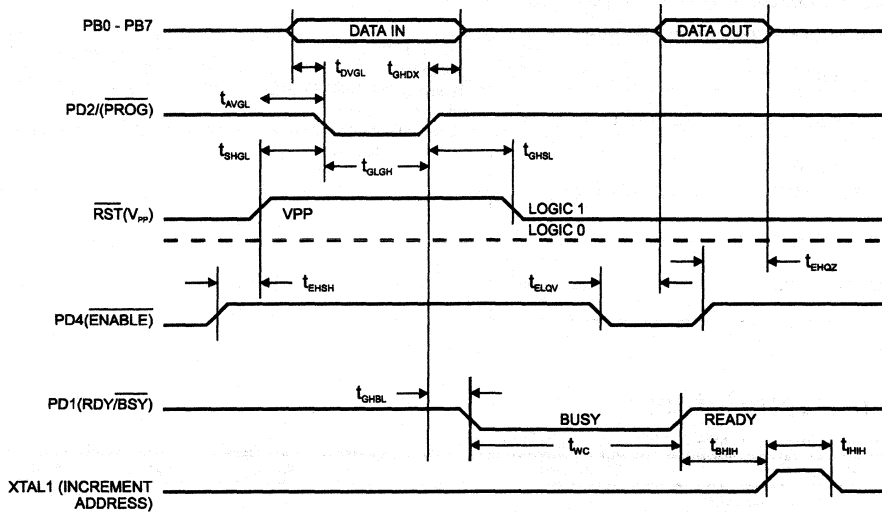 PB0 - PB7
DATA IN
DATA OUT
tDVGL
tGHDX
tAVGL
PD2/(PROG)
tSHGL
tGLGH
tGHSL
RST(VPP)
VPP
LOGIC 1
LOGIC 0
tEHSH
tELQV
tEHQZ
PD4(ENABLE)
tGHBL
PD1(RDY/BSY)
BUSY
READY
tWC
tBHIH
tIHIH
XTAL1 (INCREMENT
ADDRESS)